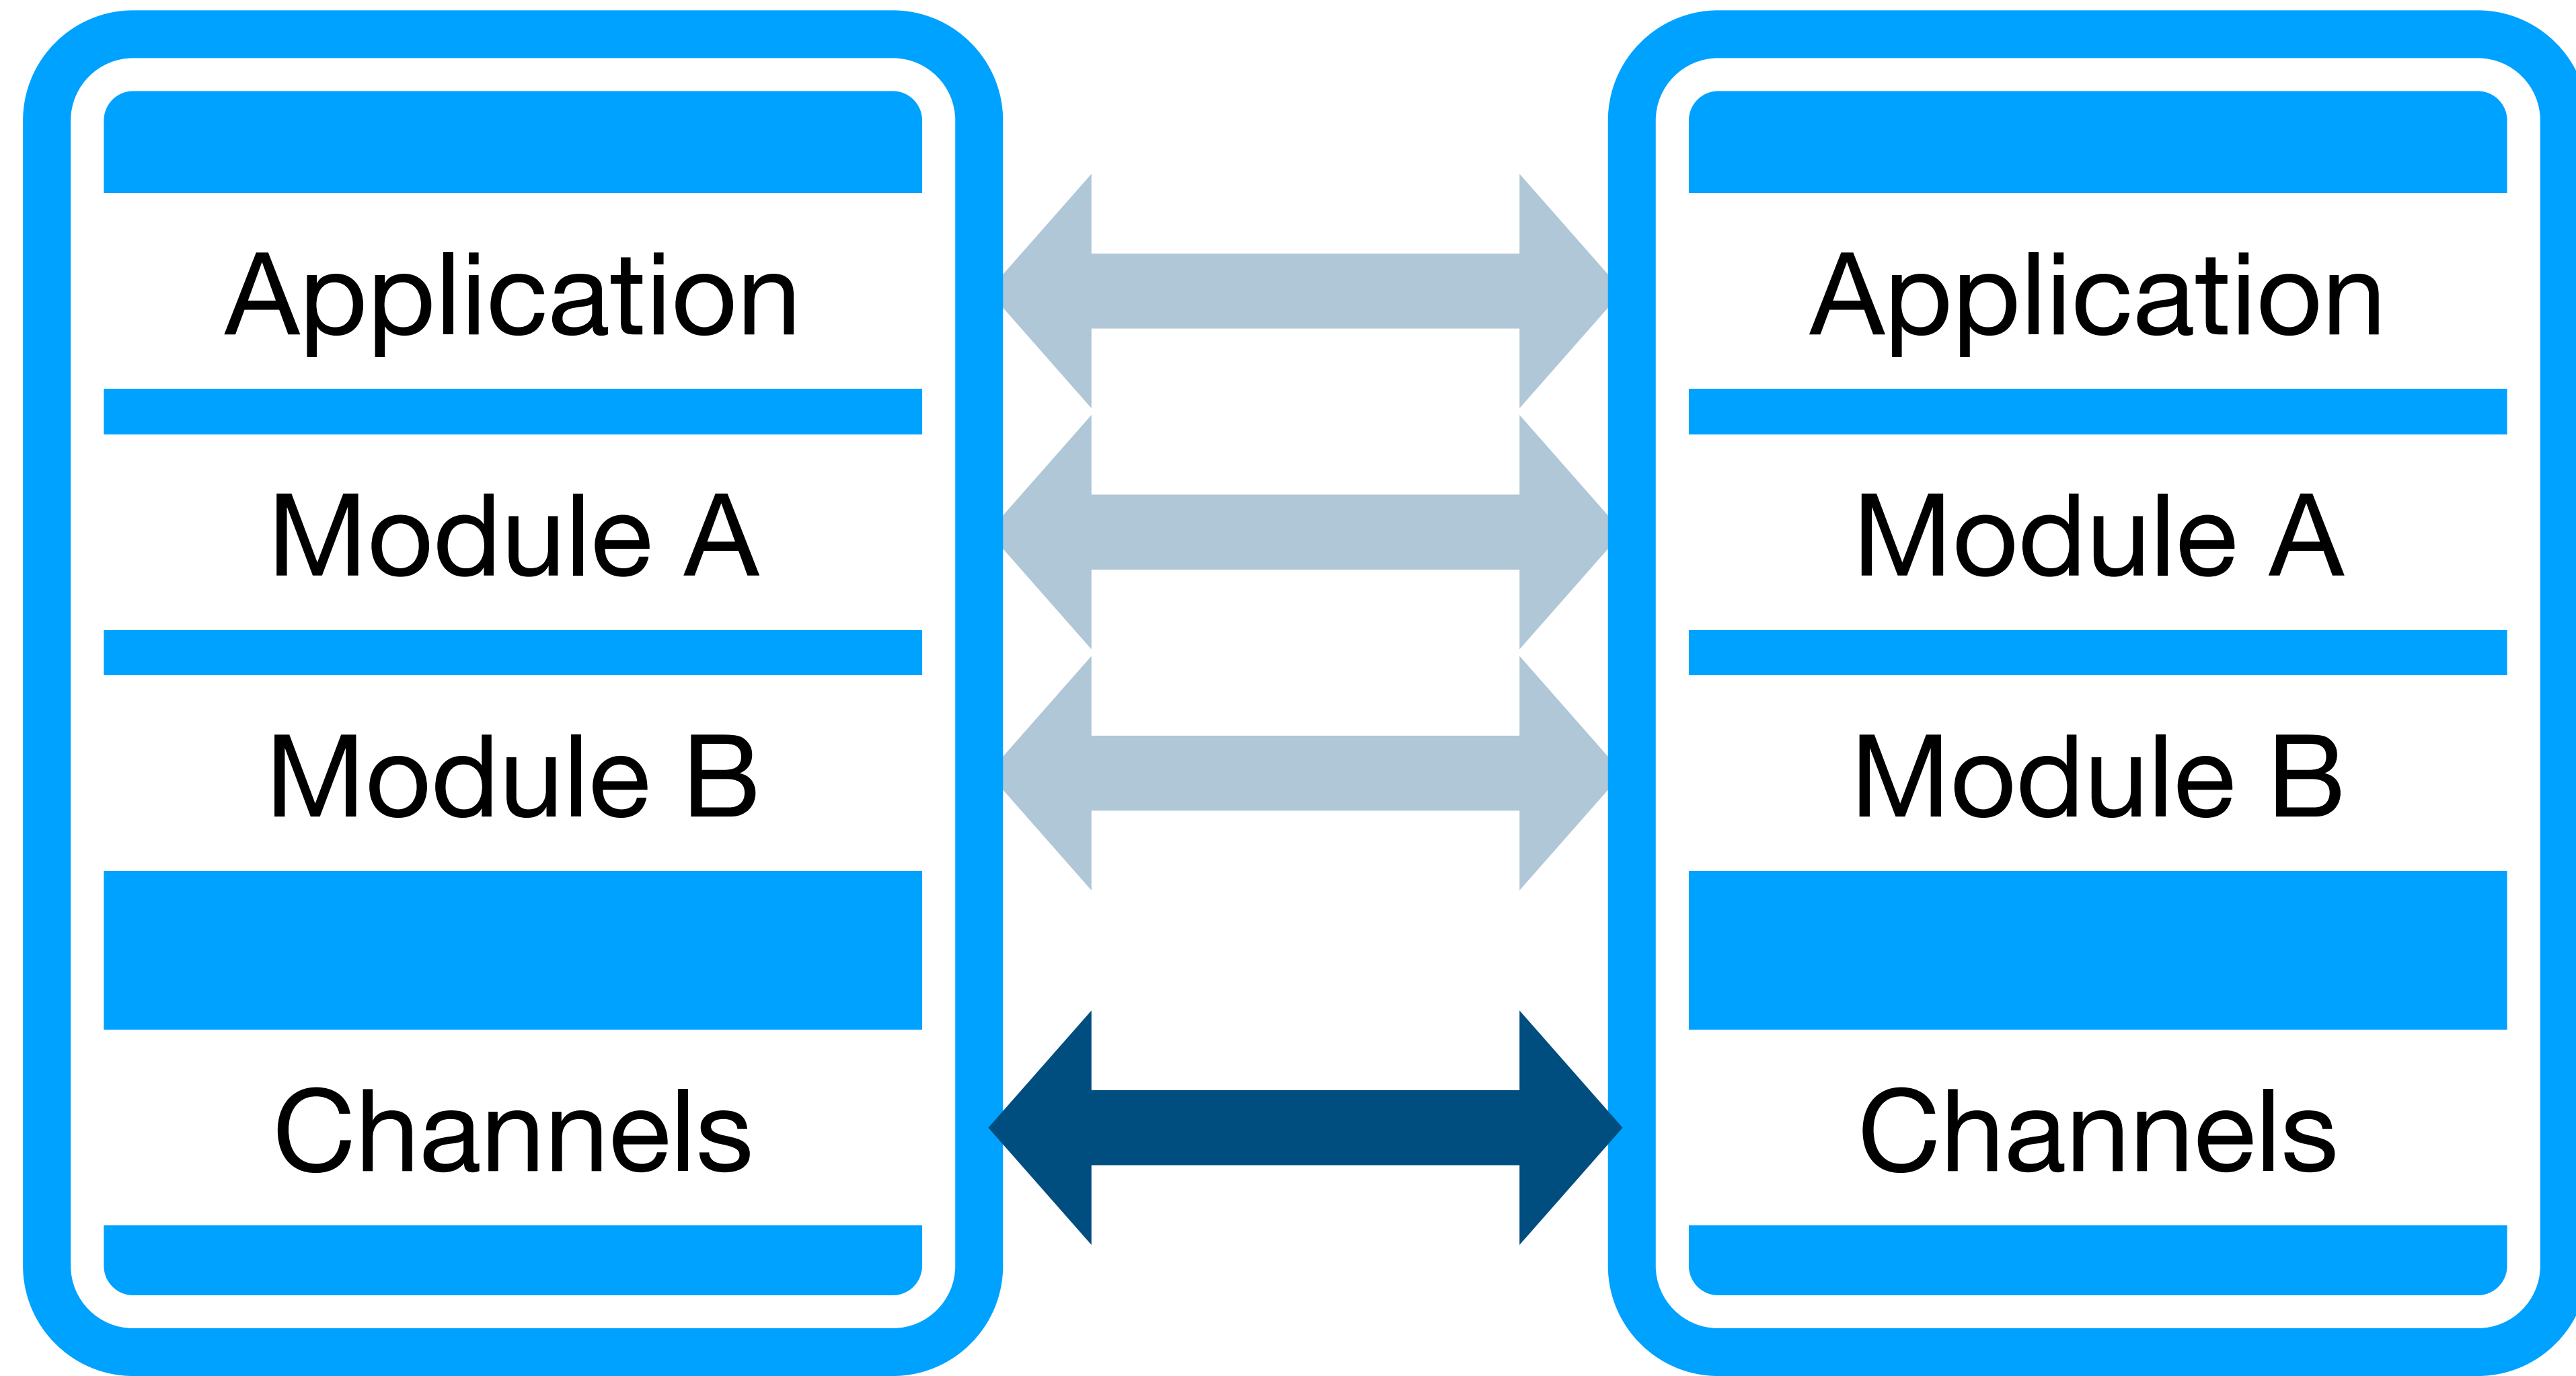 Application
Module A
Module B
Channels
Application
Module A
Module B
Channels